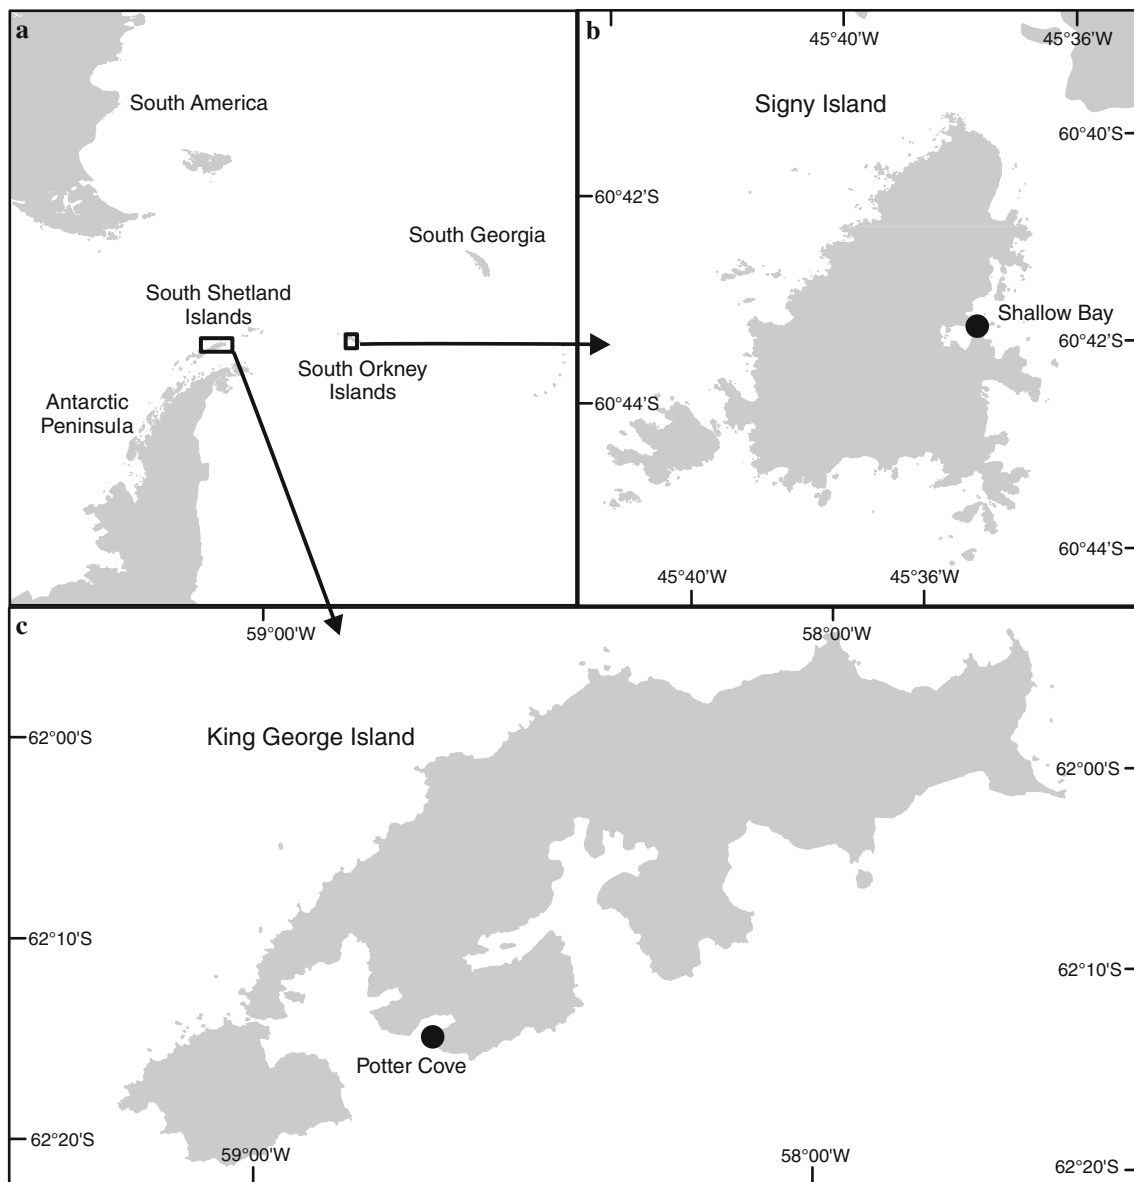 a
South America
South Georgia
South Shetland
Islands
South Orkney
Islands
Antarctic
Peninsula
b
45°40’W
45°36’W
Signy Island
60°40’S
60°42’S
Shallow Bay
60°42’S
60°44’S
60°44’S
45°40’W
45°36’W
c
59°00'W
58°00'W
King George Island
62°00'S
62°00'S
62°10'S
62°10'S
Potter Cove
62°20'S
59°00'W
58°00'W
62°20'S